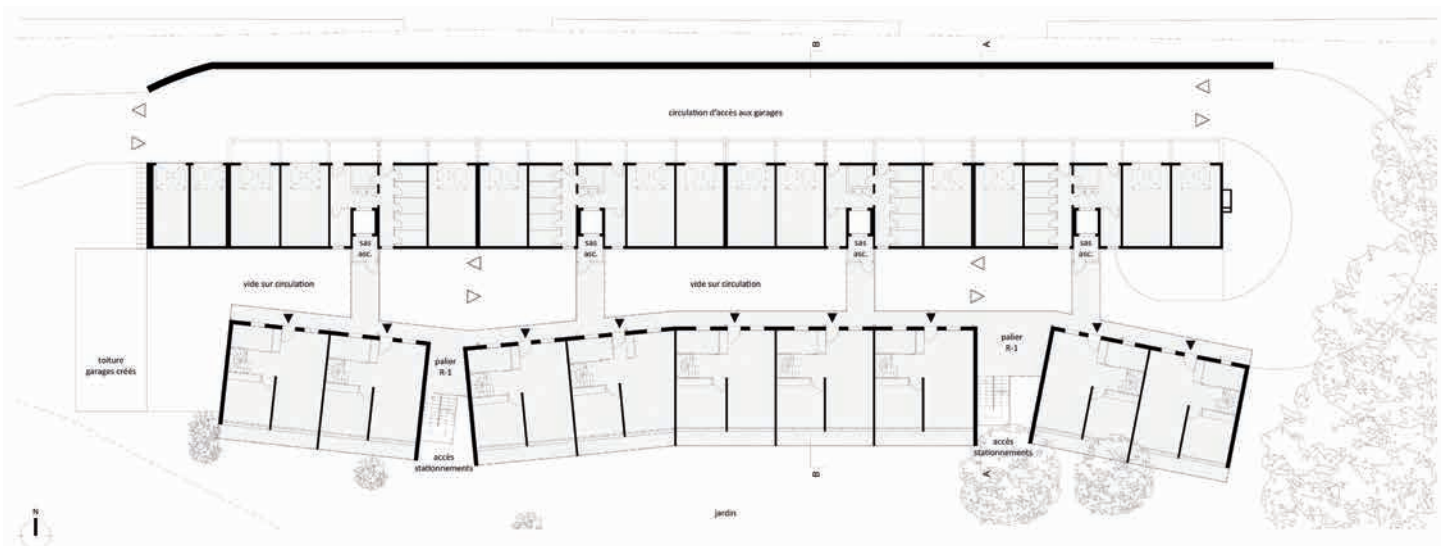 B
A
circulation d'accès aux garages
sas
asc.
sas
asc.
sas
asc.
sas
asc.
vide sur circulation
vide sur circulation
toiture
garages créés
palier
R-1
palier
R-1
accès
stationnements
accès
stationnements
B
A
jardin
N